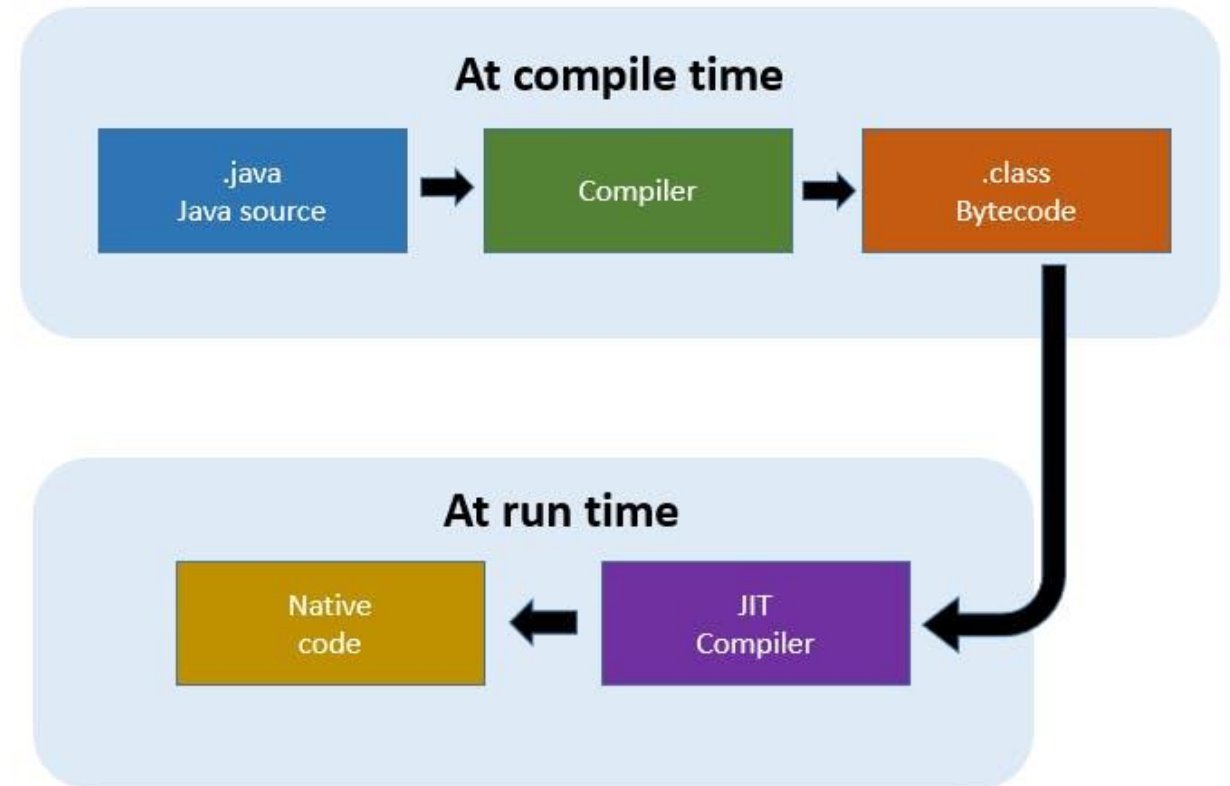 At compile time
.java
Java source
Compiler
.class
Bytecode
At run time
Native
code
JIT
Compiler